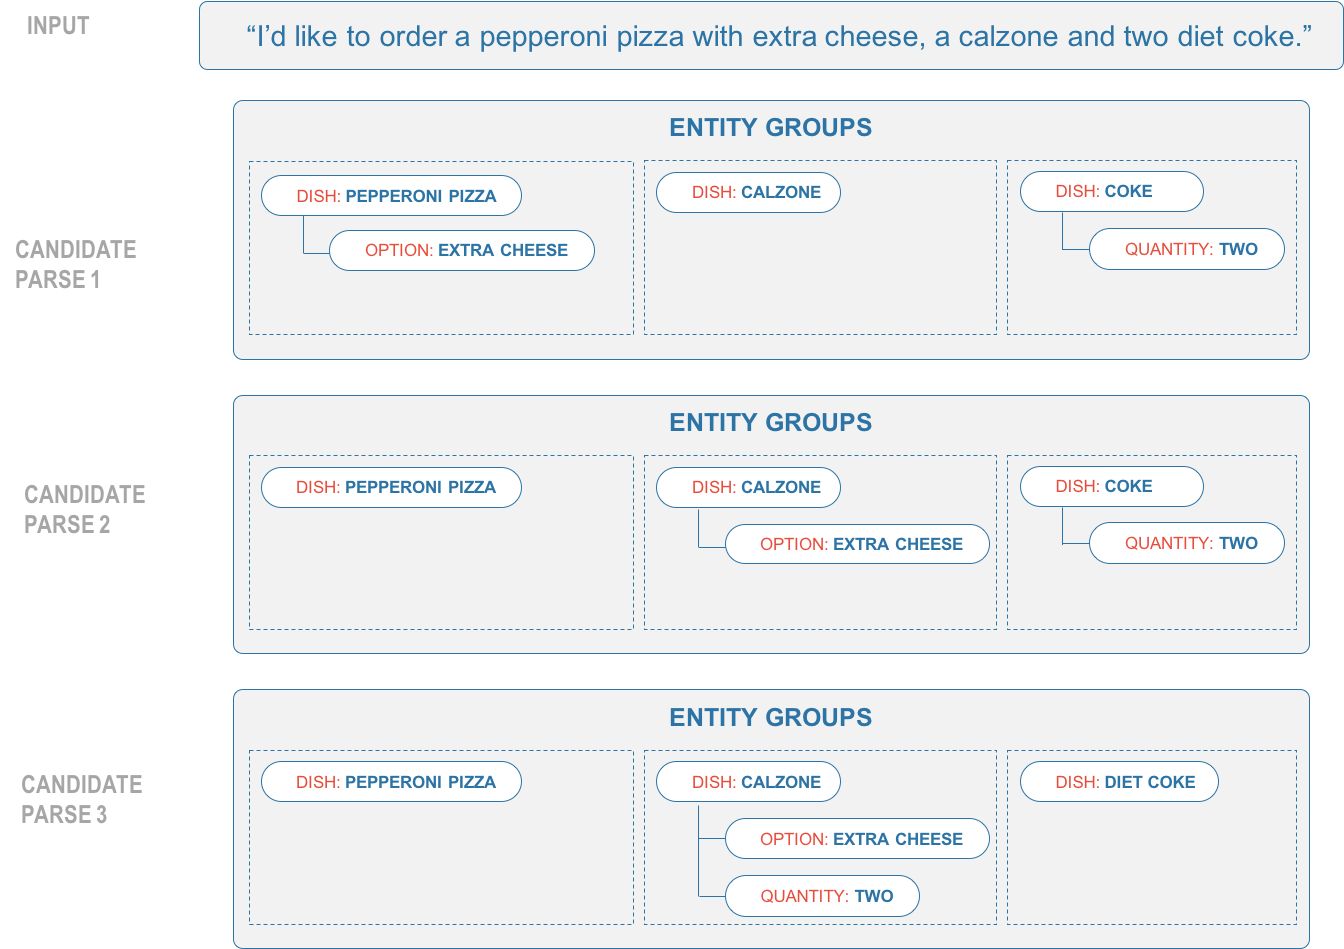 INPUT
“I’d like to order a pepperoni pizza with extra cheese, a calzone and two diet coke.”
CANDIDATE
PARSE 1
ENTITY GROUPS
DISH: PEPPERONI PIZZA
OPTION: EXTRA CHEESE
DISH: CALZONE
DISH: COKE
QUANTITY: TWO
CANDIDATE
PARSE 2
ENTITY GROUPS
DISH: PEPPERONI PIZZA
DISH: CALZONE
OPTION: EXTRA CHEESE
DISH: COKE
QUANTITY: TWO
CANDIDATE
PARSE 3
ENTITY GROUPS
DISH: PEPPERONI PIZZA
DISH: CALZONE
OPTION: EXTRA CHEESE
QUANTITY: TWO
DISH: DIET COKE